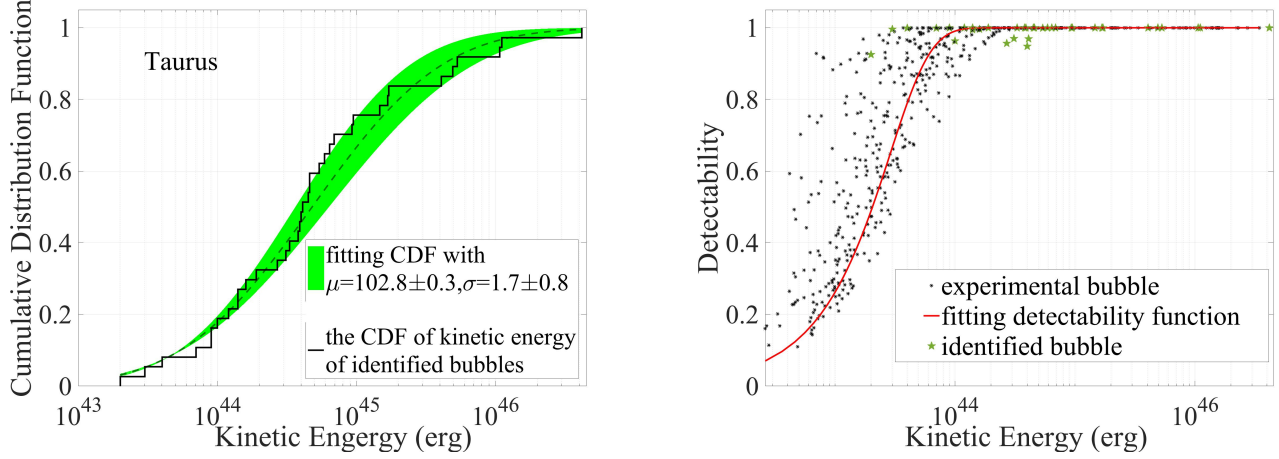 Cumulative Distribution Function
1
0.8
0.6
0.4
0.2
0
Taurus
fitting CDF with
μ=102.8±0.3,σ=1.7±0.8
the CDF of kinetic energy
of identified bubbles
10^43
10^44
10^45
10^46
Kinetic Engergy (erg)
Detectability
1
0.8
0.6
0.4
0.2
0
experimental bubble
fitting detectability function
identified bubble
10^44
10^46
Kinetic Energy (erg)